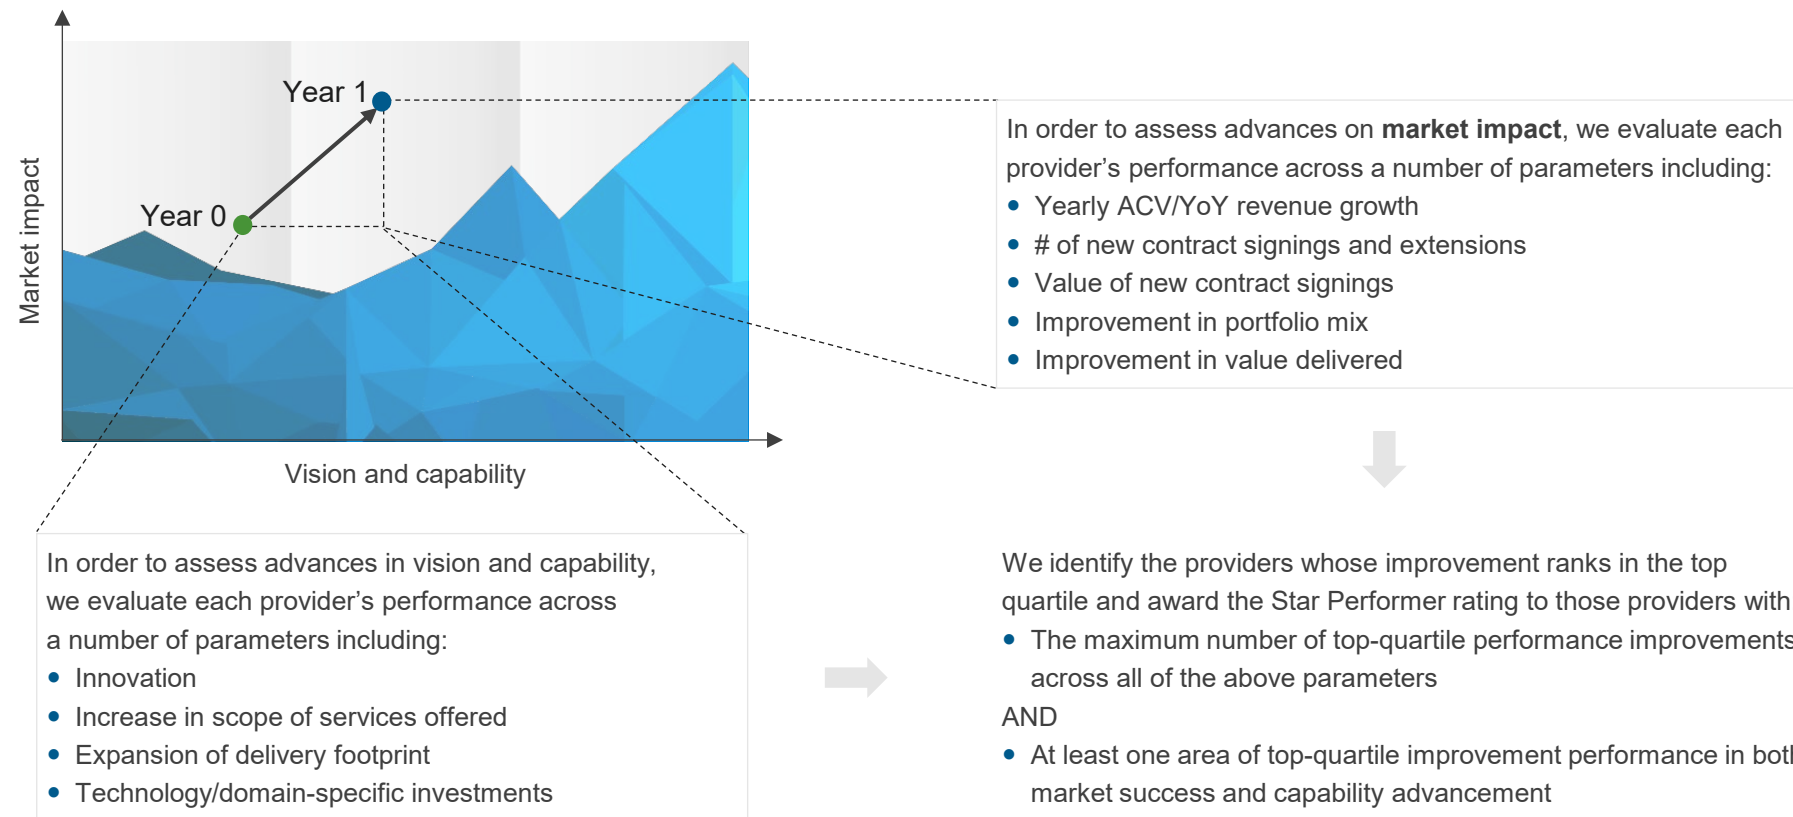 Year 1
Year 0
Market impact
Vision and capability
In order to assess advances on market impact, we evaluate each
provider’s performance across a number of parameters including:
• Yearly ACV/YoY revenue growth
• # of new contract signings and extensions
• Value of new contract signings
• Improvement in portfolio mix
• Improvement in value delivered
In order to assess advances in vision and capability,
we evaluate each provider’s performance across
a number of parameters including:
• Innovation
• Increase in scope of services offered
• Expansion of delivery footprint
• Technology/domain-specific investments
We identify the providers whose improvement ranks in the top
quartile and award the Star Performer rating to those providers with
• The maximum number of top-quartile performance improvements
across all of the above parameters
AND
• At least one area of top-quartile improvement performance in both
market success and capability advancement